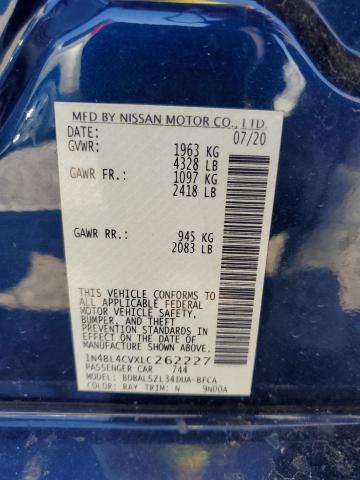 MFD BY NISSAN MOTOR CO., LTD.
DATE: 07/20
GVWR: 1963 KG
4328 LB
GAWR FR.: 1097 KG
2418 LB
GAWR RR.: 945 KG
2083 LB
THIS VEHICLE CONFORMS TO
ALL APPLICABLE FEDERAL
MOTOR VEHICLE SAFETY,
BUMPER, AND THEFT
PREVENTION STANDARDS IN
EFFECT ON THE DATE OF
MANUFACTURE SHOWN ABOVE.
1N4BL4CVXLC262227
PASSENGER CAR 744
MODEL: BDBALSZL34DUA-BFCA
COLOR: RAY TRIM: N 9NDDA